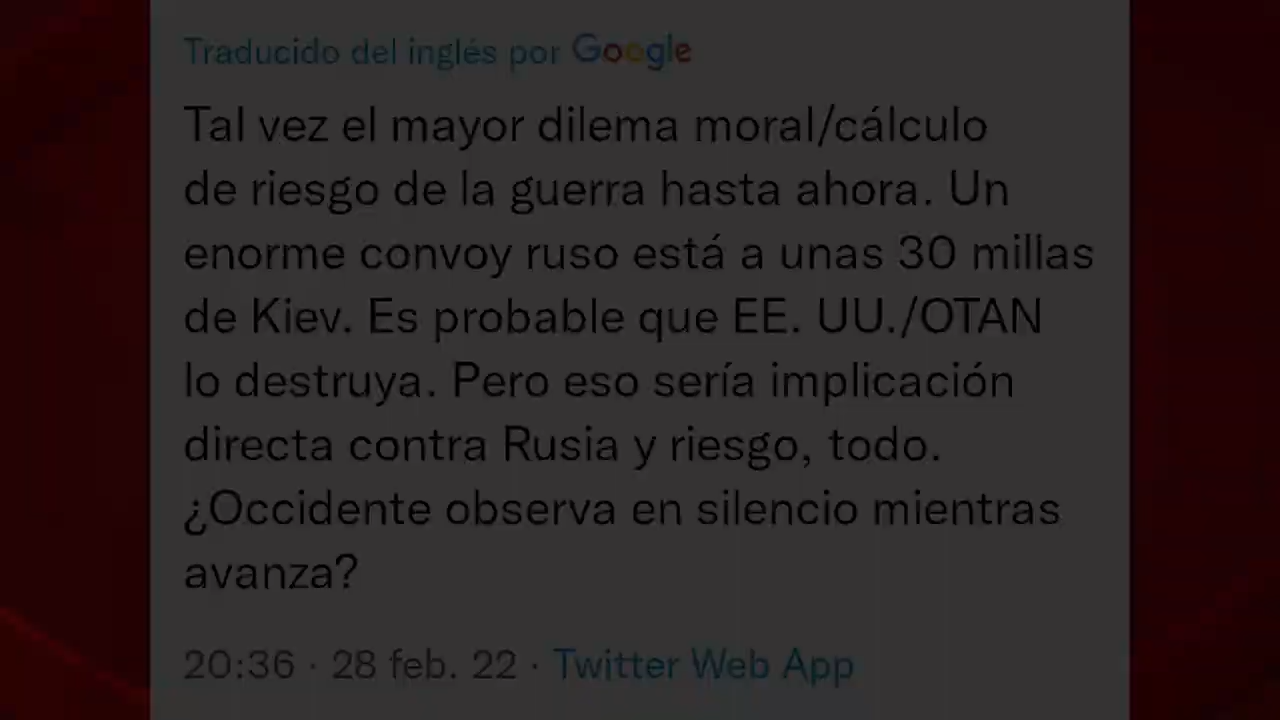 Traducido del inglés por Google
Tal vez el mayor dilema moral/cálculo
de riesgo de la guerra hasta ahora. Un
enorme convoy ruso está a unas 30 millas
de Kiev. Es probable que EE. UU./OTAN
lo destruya. Pero eso sería implicación
directa contra Rusia y riesgo, todo.
¿Occidente observa en silencio mientras
avanza?
20:36 · 28 feb. 22 · Twitter Web App